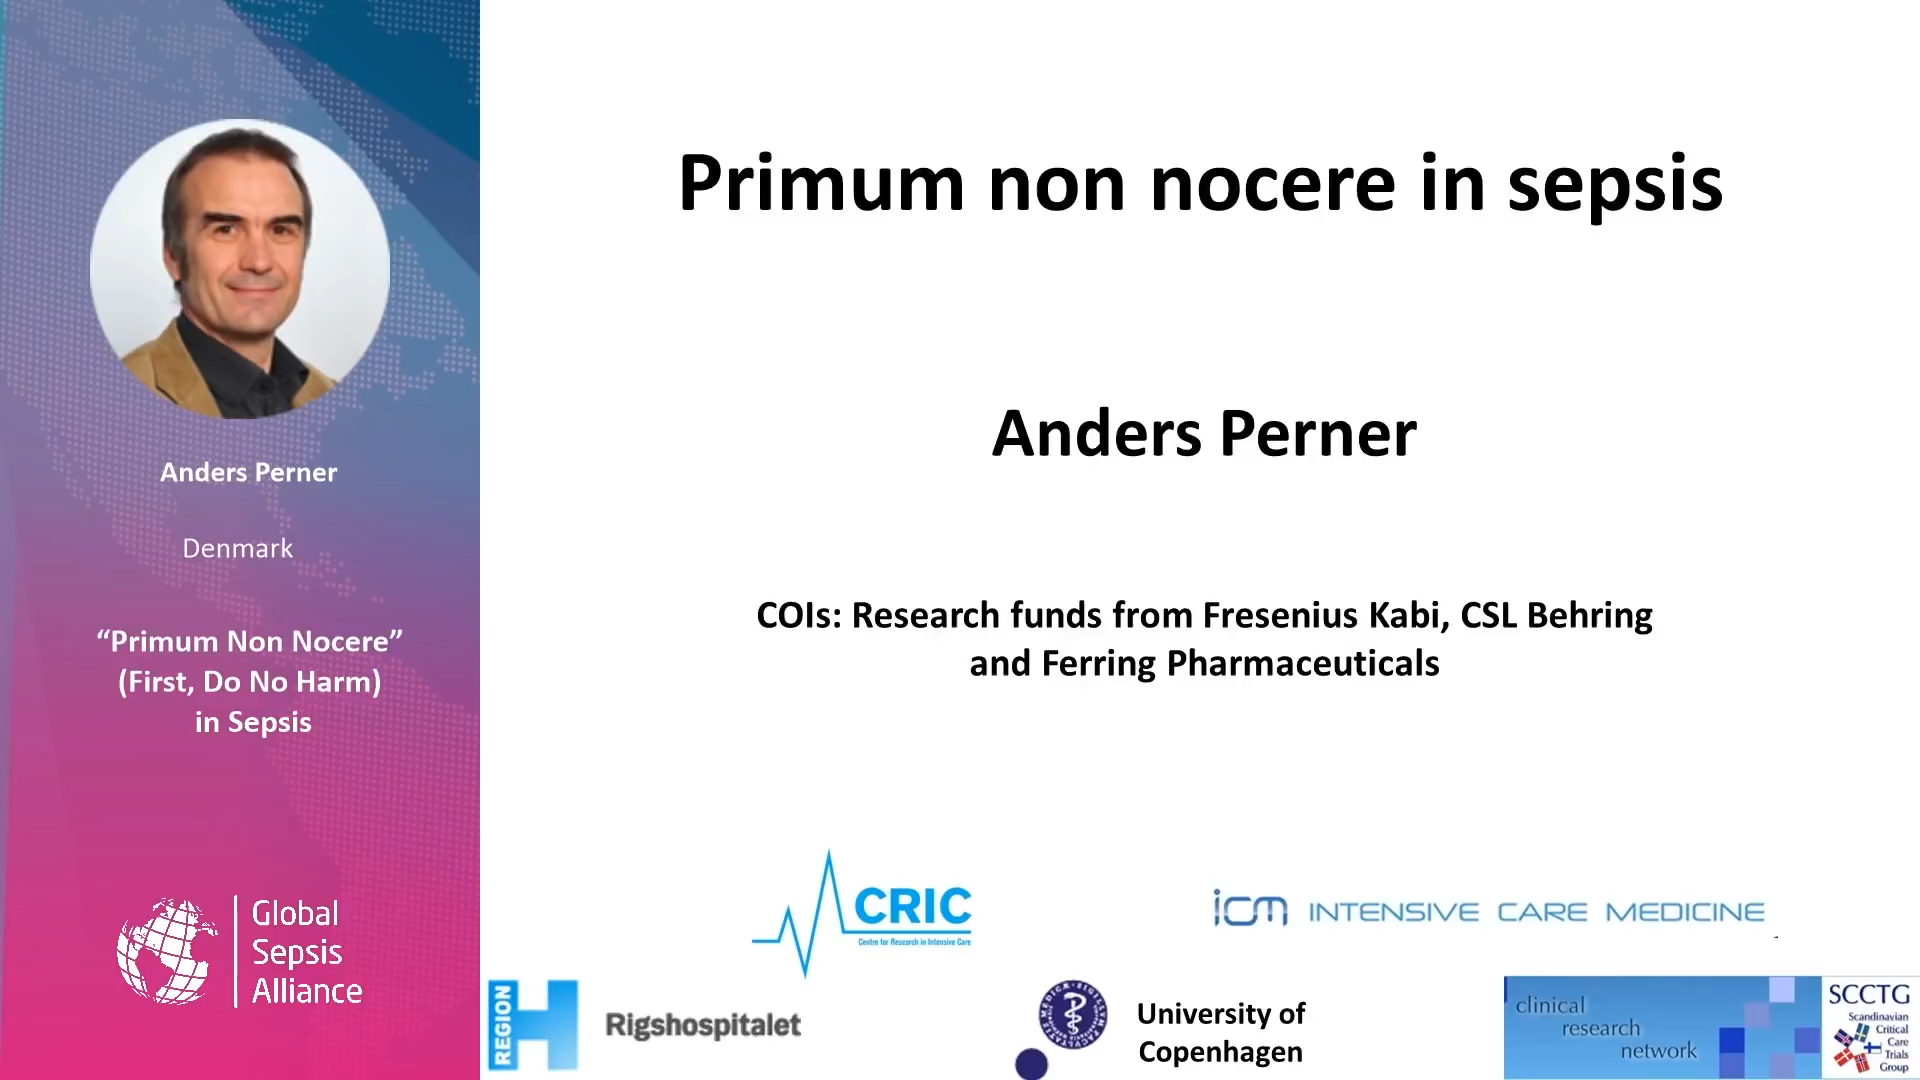 Anders Perner
Denmark
“Primum Non Nocere”
(First, Do No Harm)
in Sepsis
Global
Sepsis
Alliance
Primum non nocere in sepsis
Anders Perner
COIs: Research funds from Fresenius Kabi, CSL Behring
and Ferring Pharmaceuticals
CRIC
Centre for Research in Intensive Care
icm INTENSIVE CARE MEDICINE
REGION H
Rigshospitalet
University of
Copenhagen
clinical
research
network
SCCTG
Scandinavian
Critical
Care
Trials
Group